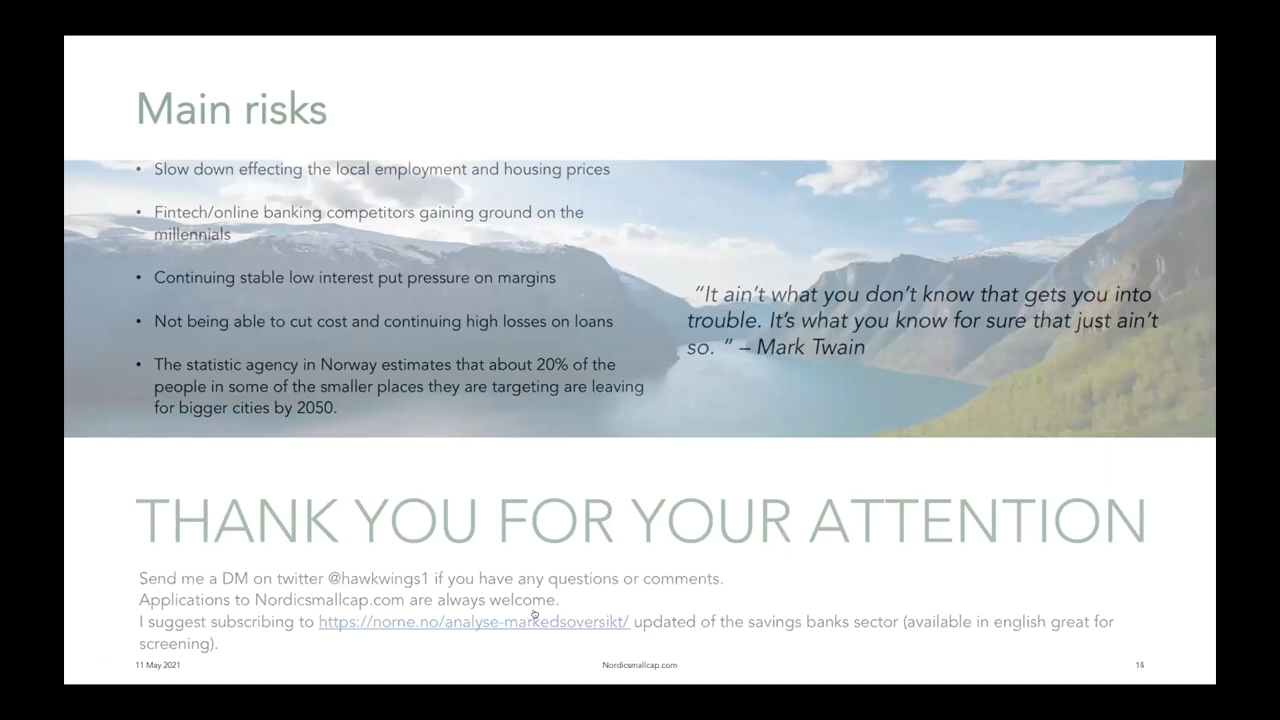 Main risks
• Slow down effecting the local employment and housing prices
• Fintech/online banking competitors gaining ground on the
millennials
• Continuing stable low interest put pressure on margins
• Not being able to cut cost and continuing high losses on loans
• The statistic agency in Norway estimates that about 20% of the
people in some of the smaller places they are targeting are leaving
for bigger cities by 2050.
“It ain’t what you don’t know that gets you into
trouble. It’s what you know for sure that just ain’t
so. ” – Mark Twain
THANK YOU FOR YOUR ATTENTION
Send me a DM on twitter @hawkwings1 if you have any questions or comments.
Applications to Nordicsmallcap.com are always welcome.
I suggest subscribing to https://norne.no/analyse-markedsoversikt/ updated of the savings banks sector (available in english great for
screening).
11 May 2021
Nordicsmallcap.com